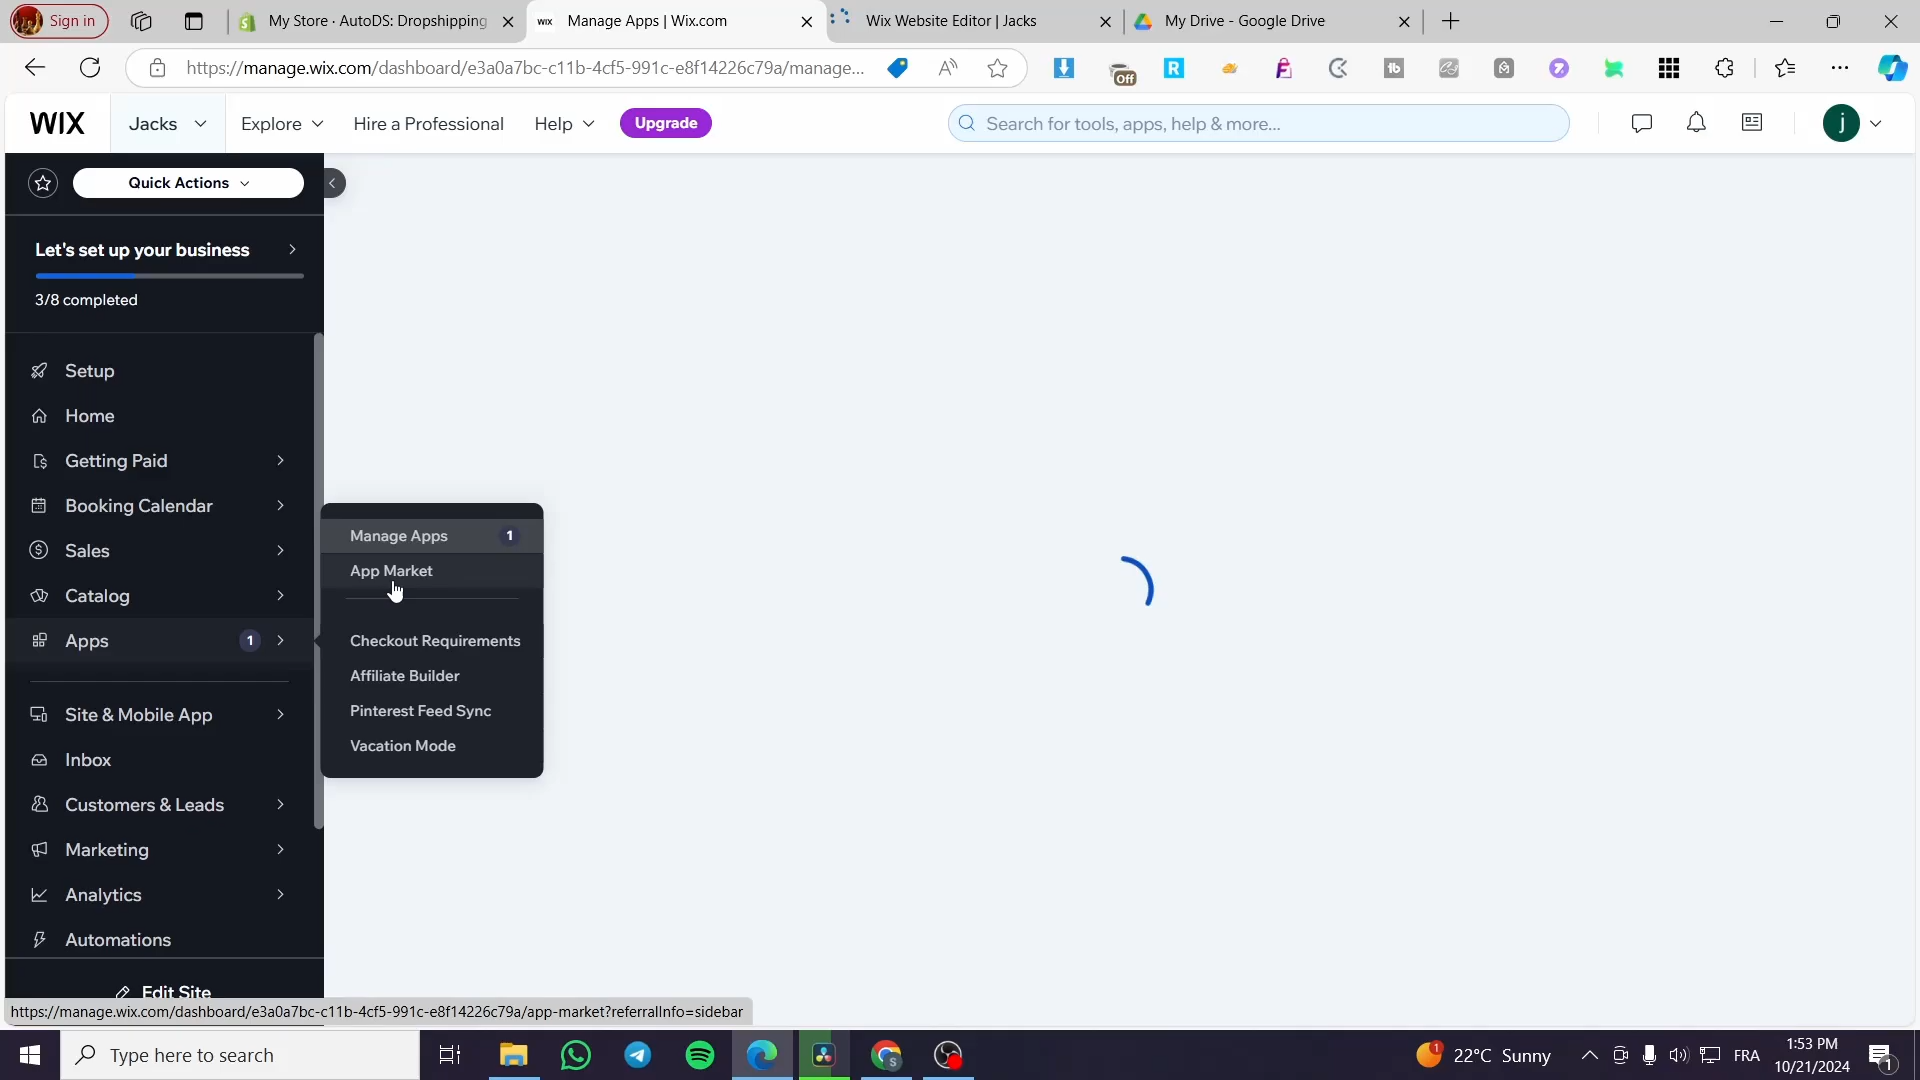 Sign in
My Store · AutoDS: Dropshipping
WIX Manage Apps | Wix.com
Wix Website Editor | Jacks
My Drive - Google Drive
https://manage.wix.com/dashboard/e3a0a7bc-c11b-4cf5-991c-e8f14226c79a/manage...
Off
R
tb
WIX
Jacks
Explore
Hire a Professional
Help
Upgrade
Search for tools, apps, help & more...
j
Quick Actions
Let's set up your business
3/8 completed
Setup
Home
Getting Paid
Booking Calendar
Sales
Catalog
Apps 1
Manage Apps 1
App Market
Checkout Requirements
Affiliate Builder
Pinterest Feed Sync
Vacation Mode
Site & Mobile App
Inbox
Customers & Leads
Marketing
Analytics
Automations
Edit Site
https://manage.wix.com/dashboard/e3a0a7bc-c11b-4cf5-991c-e8f14226c79a/app-market?referralInfo=sidebar
Type here to search
S
1
22°C Sunny
FRA
1:53 PM
10/21/2024
1